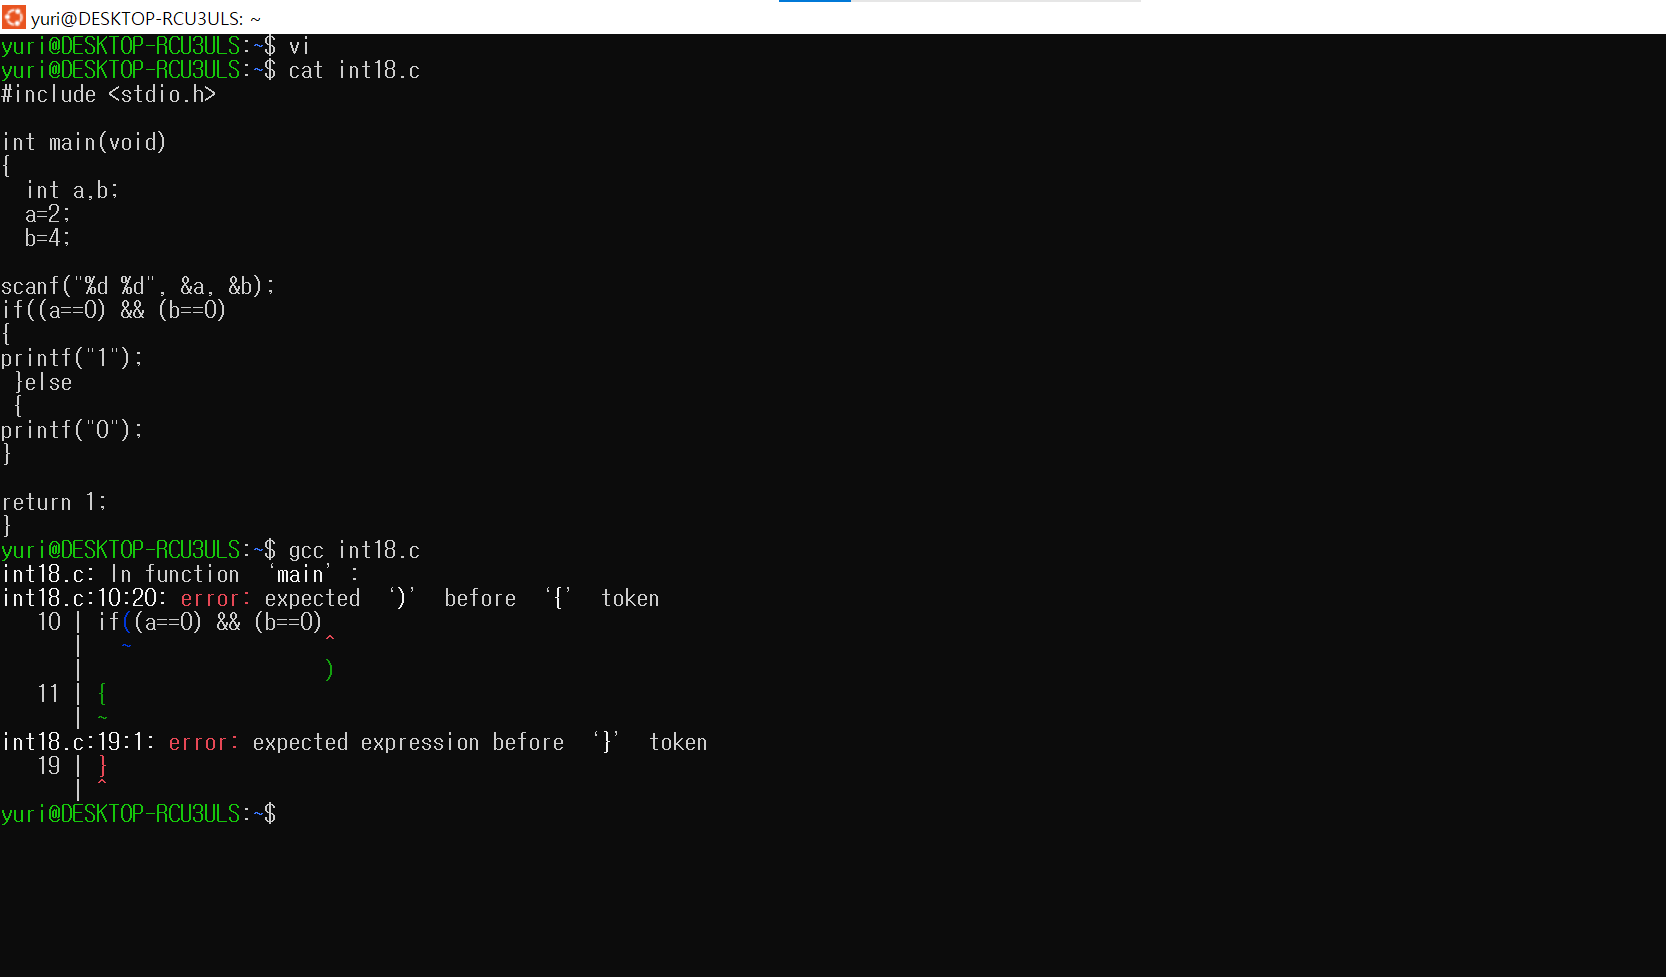 yuri@DESKTOP-RCU3ULS: ~
yuri@DESKTOP-RCU3ULS:~$ vi
yuri@DESKTOP-RCU3ULS:~$ cat int18.c
#include <stdio.h>
int main(void)
{
  int a,b;
  a=2;
  b=4;
scanf("%d %d", &a, &b);
if((a==0) && (b==0)
{
printf("1");
 }else
 {
printf("0");
}
return 1;
}
yuri@DESKTOP-RCU3ULS:~$ gcc int18.c
int18.c: In function ‘main’:
int18.c:10:20: error: expected ‘)’ before ‘{’ token
   10 | if((a==0) && (b==0)
      |   ~                ^
      |                    )
   11 | {
      | ~
int18.c:19:1: error: expected expression before ‘}’ token
   19 | }
      | ^
yuri@DESKTOP-RCU3ULS:~$